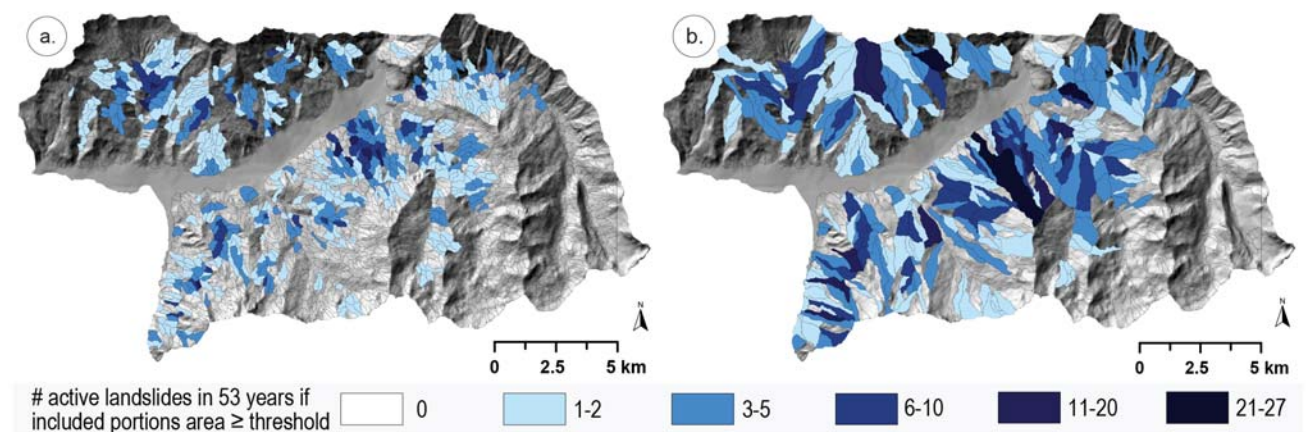 a.
b.
N
N
0 2.5 5 km
0 2.5 5 km
# active landslides in 53 years if
included portions area ≥ threshold
0
1-2
3-5
6-10
11-20
21-27